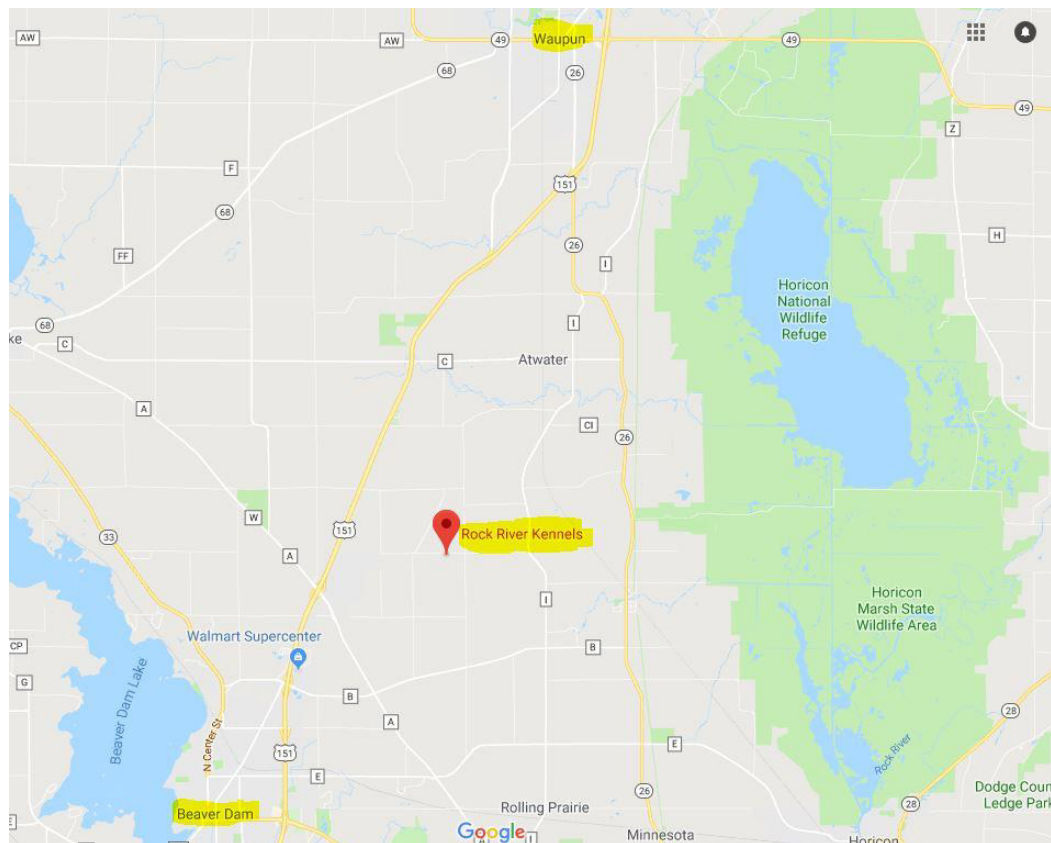 AW
AW
49
Waupun
49
68
26
49
Z
F
151
68
26
H
FF
I
Horicon
National
Wildlife
Refuge
68
I
ke
C
C
Atwater
A
CI
26
W
33
151
Rock River Kennels
A
I
Horicon
Marsh State
Wildlife Area
Walmart Supercenter
CP
B
G
Beaver Dam Lake
B
28
A
N Center St
151
E
E
Rock River
26
Dodge Coun
Ledge Park
Beaver Dam
Rolling Prairie
28
Google
A
I
Minnesota
Horicon